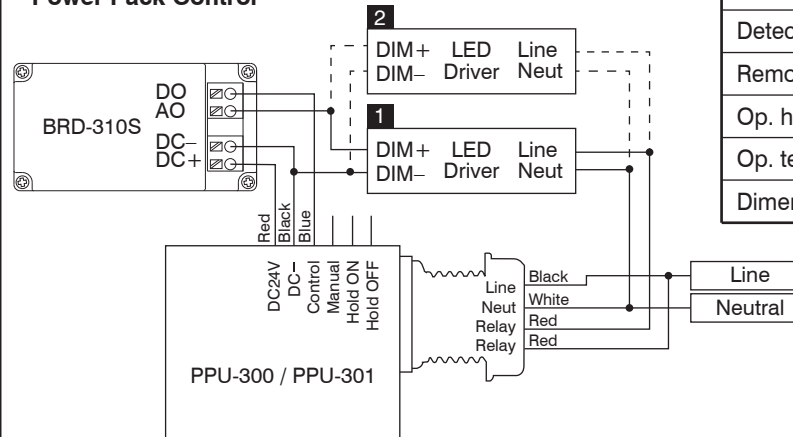 Power Pack Control
2
DIM+ LED Line
DIM– Driver Neut
1
DIM+ LED Line
DIM– Driver Neut
BRD-310S
DO
AO
DC–
DC+
Red
Black
Blue
DC24V
DC–
Control
Manual
Hold ON
Hold OFF
PPU-300 / PPU-301
Line
Neut
Relay
Relay
Black
White
Red
Red
Line
Neutral
Detec
Remo
Op. h
Op. te
Dimer